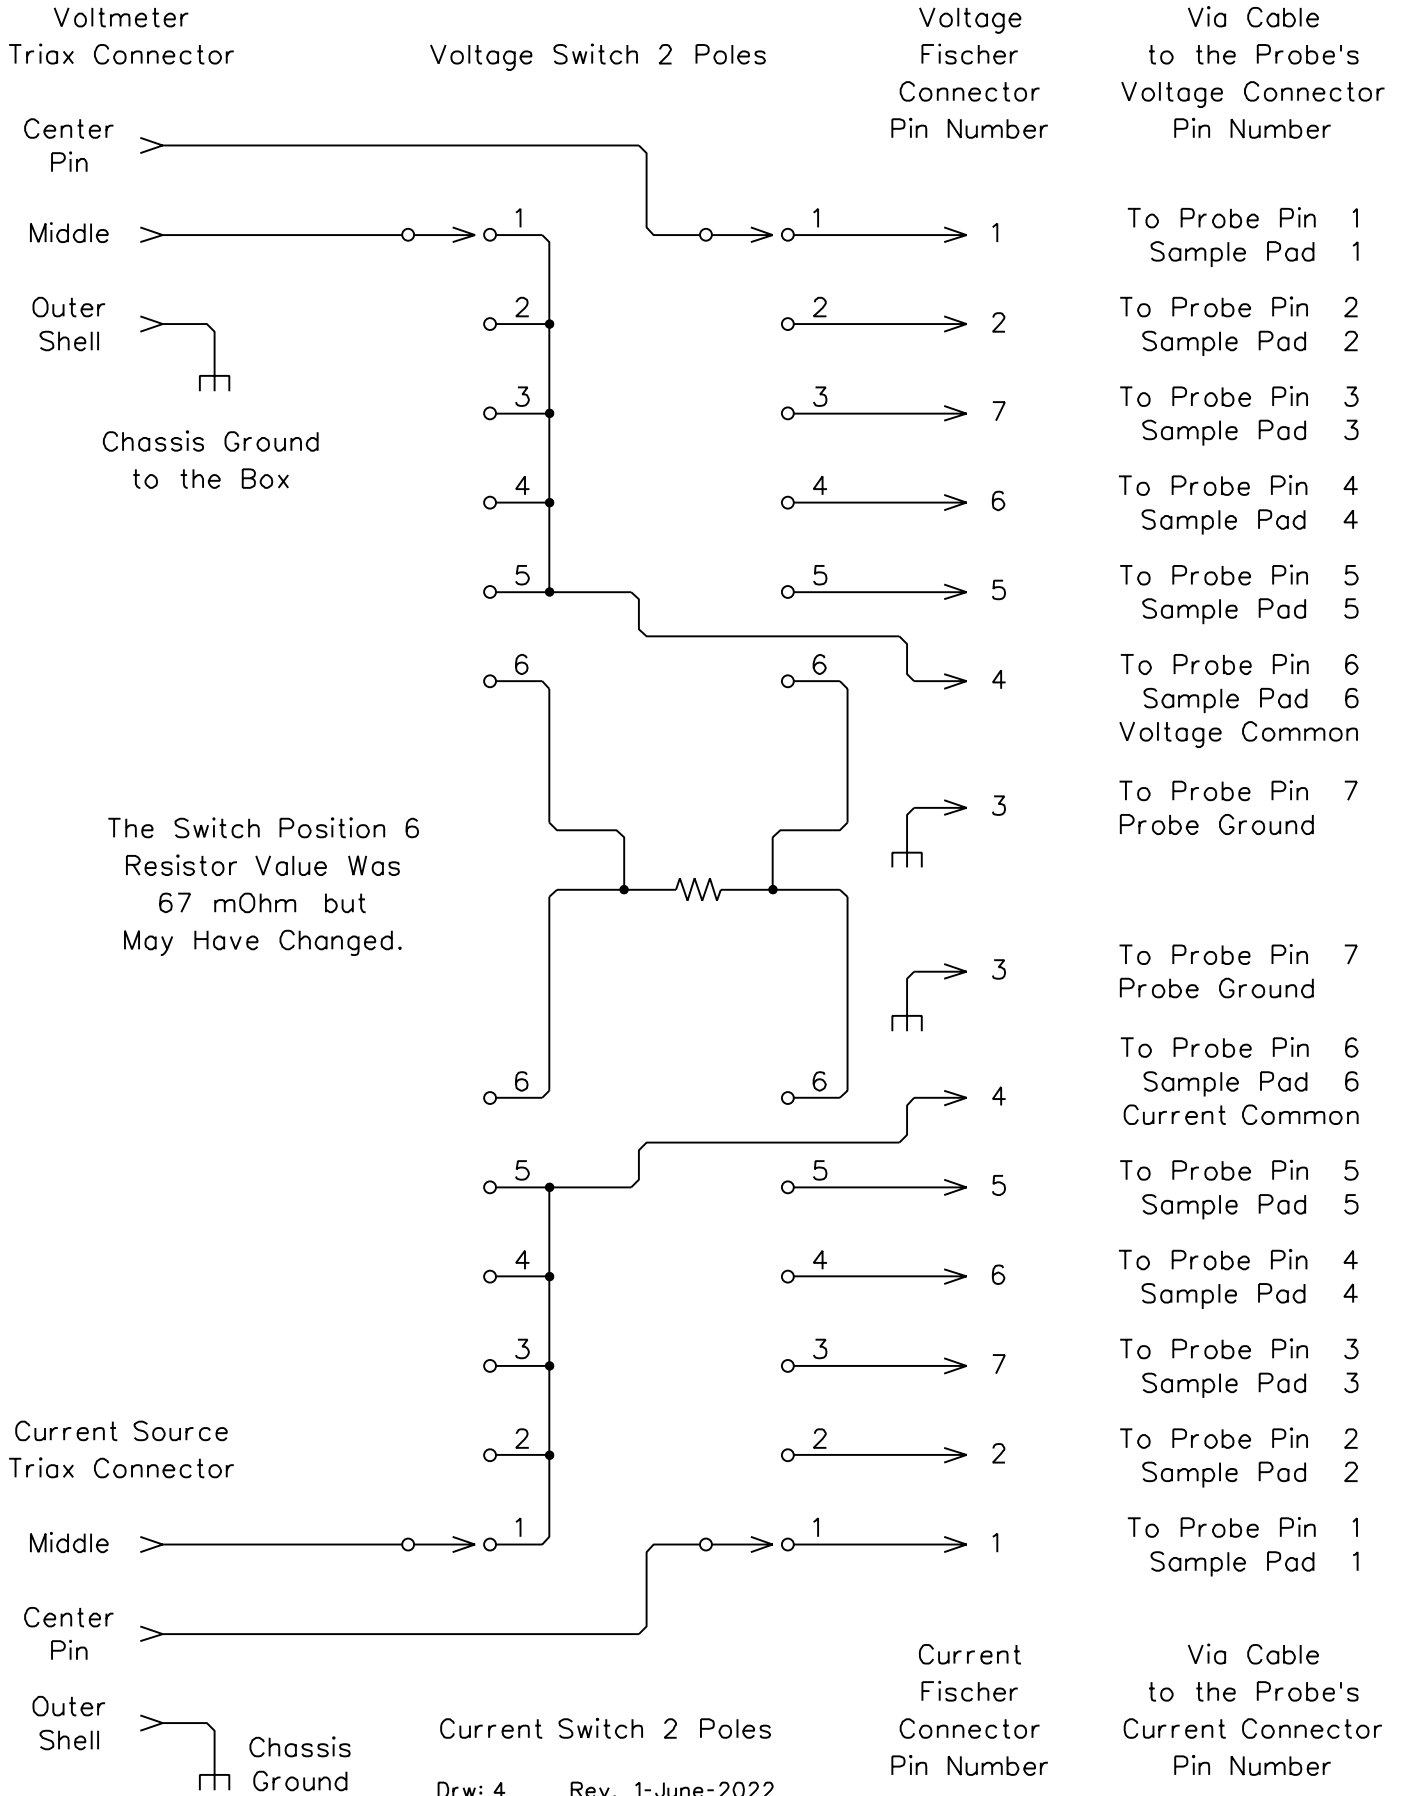 Voltmeter
Triax Connector
Voltage Switch 2 Poles
Voltage
Fischer
Connector
Pin Number
Via Cable
to the Probe's
Voltage Connector
Pin Number
Center
Pin
Middle
1
1
1
To Probe Pin 1
Sample Pad 1
Outer
Shell
2
2
2
To Probe Pin 2
Sample Pad 2
Chassis Ground
to the Box
3
3
7
To Probe Pin 3
Sample Pad 3
4
4
6
To Probe Pin 4
Sample Pad 4
5
5
5
To Probe Pin 5
Sample Pad 5
6
6
4
To Probe Pin 6
Sample Pad 6
Voltage Common
3
To Probe Pin 7
Probe Ground
The Switch Position 6
Resistor Value Was
67 mOhm but
May Have Changed.
3
To Probe Pin 7
Probe Ground
6
6
4
To Probe Pin 6
Sample Pad 6
Current Common
5
5
5
To Probe Pin 5
Sample Pad 5
4
4
6
To Probe Pin 4
Sample Pad 4
3
3
7
To Probe Pin 3
Sample Pad 3
Current Source
Triax Connector
2
2
2
To Probe Pin 2
Sample Pad 2
Middle
1
1
1
To Probe Pin 1
Sample Pad 1
Center
Pin
Outer
Shell
Chassis
Ground
Current Switch 2 Poles
Current
Fischer
Connector
Pin Number
Via Cable
to the Probe's
Current Connector
Pin Number
Drw: 4 Rev. 1-June-2022